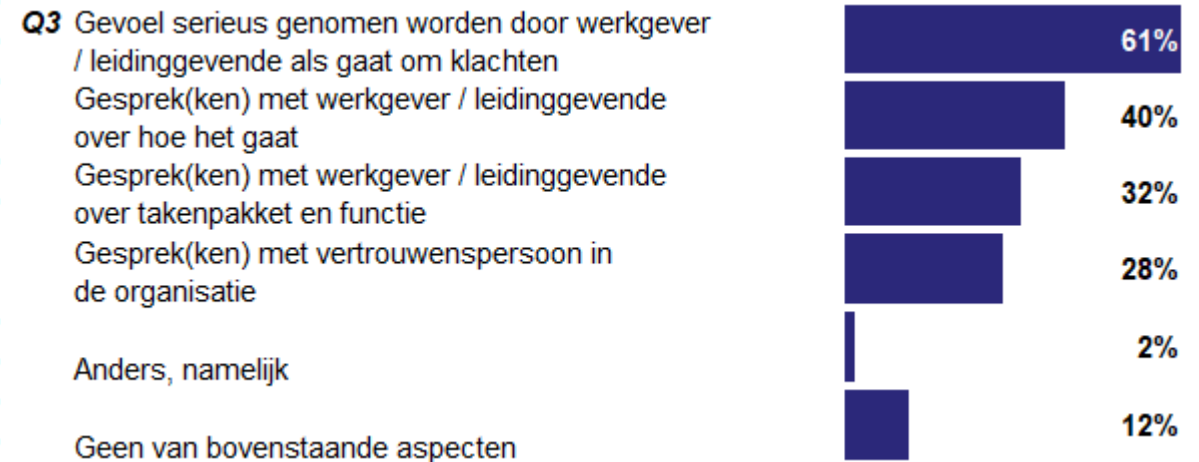 Q3 Gevoel serieus genomen worden door werkgever
/ leidinggevende als gaat om klachten
61%
Gesprek(ken) met werkgever / leidinggevende
over hoe het gaat
40%
Gesprek(ken) met werkgever / leidinggevende
over takenpakket en functie
32%
Gesprek(ken) met vertrouwenspersoon in
de organisatie
28%
Anders, namelijk
2%
Geen van bovenstaande aspecten
12%